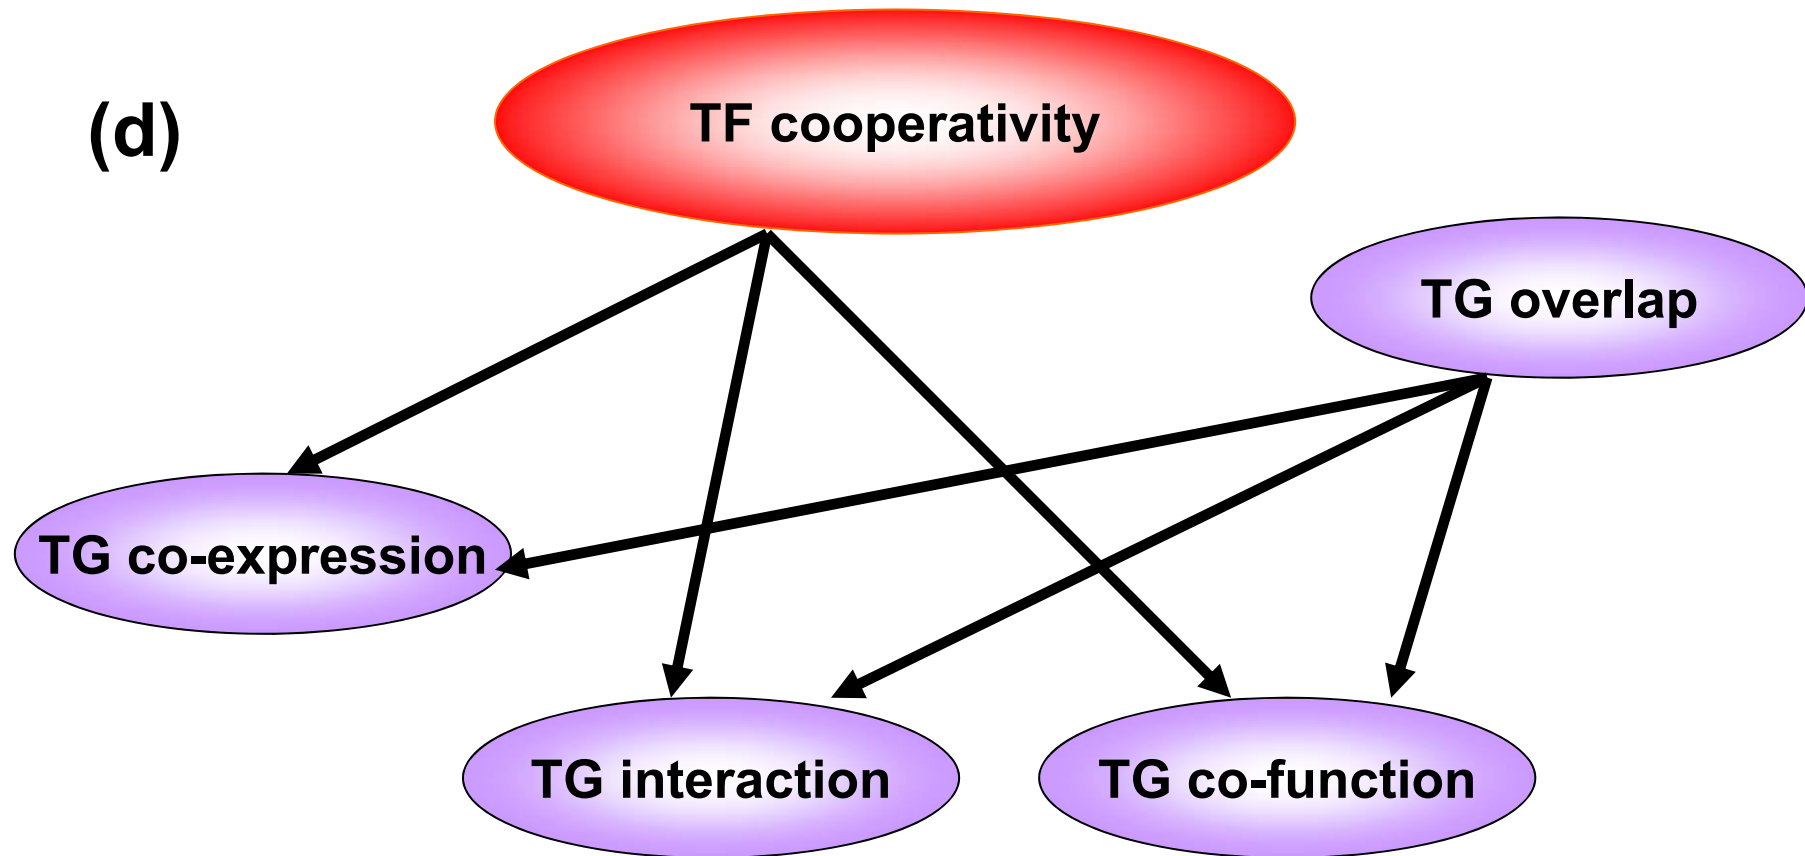 (d)
TF cooperativity
TG overlap
TG co-expression
TG interaction
TG co-function